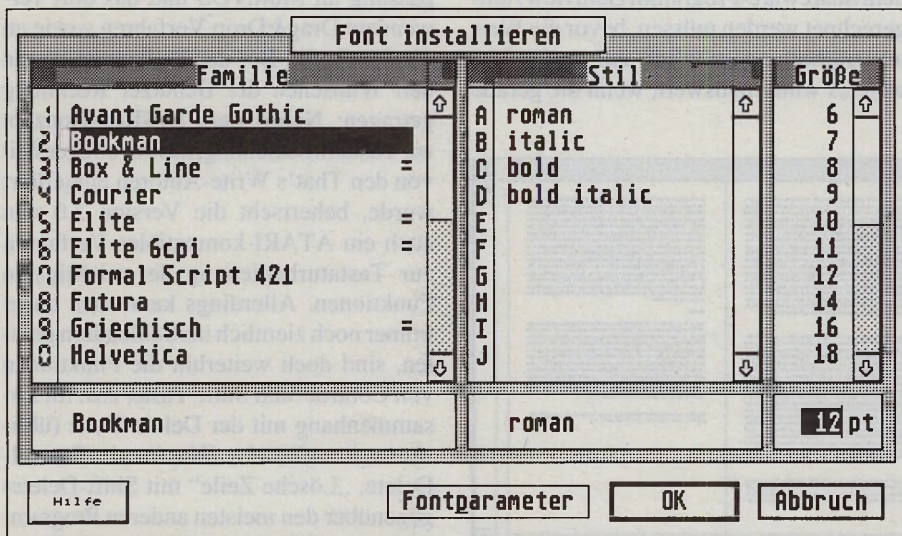 Font installieren
Familie
Stil
Größe
1 Avant Garde Gothic
2 Bookman
3 Box & Line
4 Courier
5 Elite
6 Elite 6cpi
7 Formal Script 421
8 Futura
9 Griechisch
0 Helvetica
A roman
B italic
C bold
D bold italic
E
F
G
H
I
J
6
7
8
9
10
11
12
14
16
18
Bookman
roman
12 pt
Hilfe
Fontparameter
OK
Abbruch